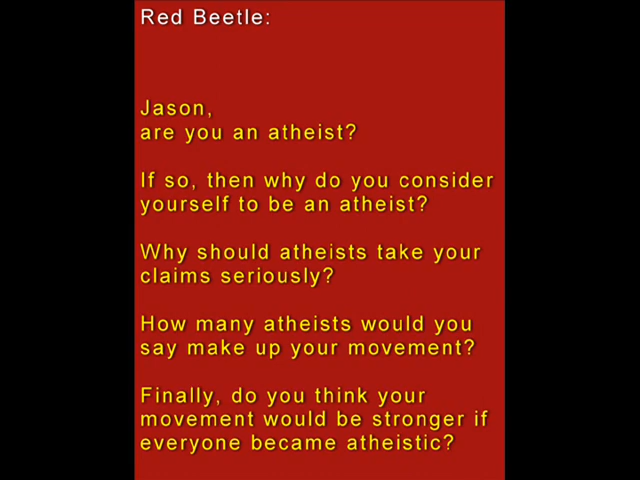 Red Beetle:
Jason,
are you an atheist?
If so, then why do you consider
yourself to be an atheist?
Why should atheists take your
claims seriously?
How many atheists would you
say make up your movement?
Finally, do you think your
movement would be stronger if
everyone became atheistic?